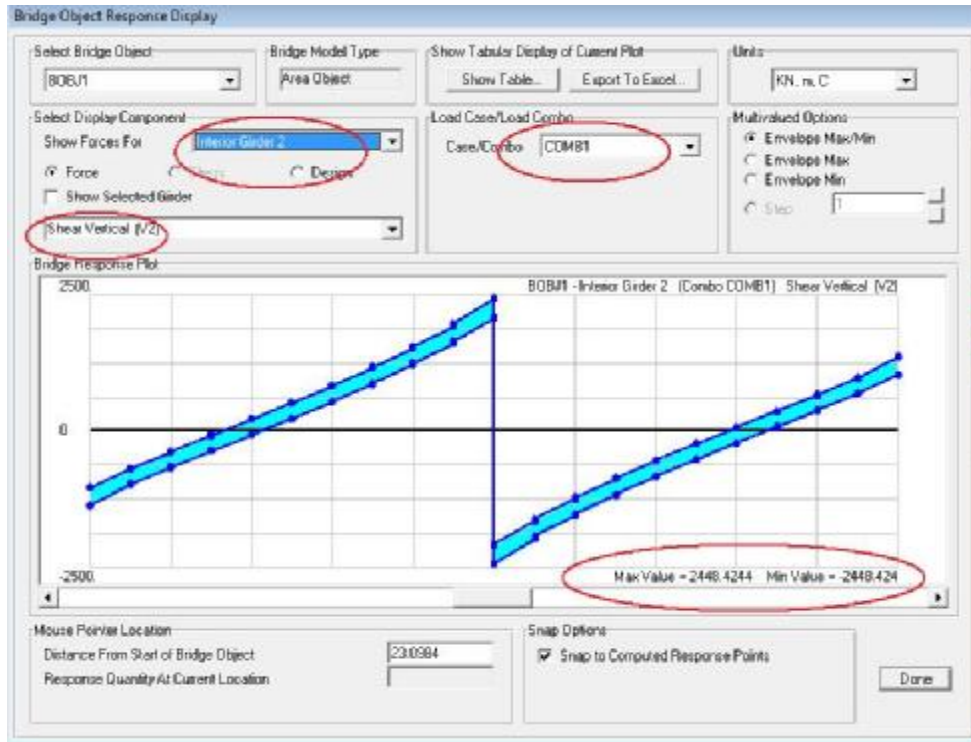 Bridge Object Response Display
Select Bridge Object
BOBJ1
Bridge Model Type
Area Object
Show Tabular Display of Current Plot
Show Table...
Export To Excel...
Units
KN, m, C
Select Display Component
Show Forces For
Interior Girder 2
Force
Design
Show Selected Girder
Shear Vertical (V2)
Load Case/Load Combo
Case/Combo
COMB1
Multivalued Options
Envelope Max/Min
Envelope Max
Envelope Min
Step
1
Bridge Response Plot
2500.
BOBJ1 - Interior Girder 2 (Combo COMB1) Shear Vertical (V2)
0
-2500.
Max Value = 2448.4244 Min Value = -2448.424
Mouse Pointer Location
Distance From Start of Bridge Object
23.0984
Response Quantity At Current Location
Snap Options
Snap to Computed Response Points
Done